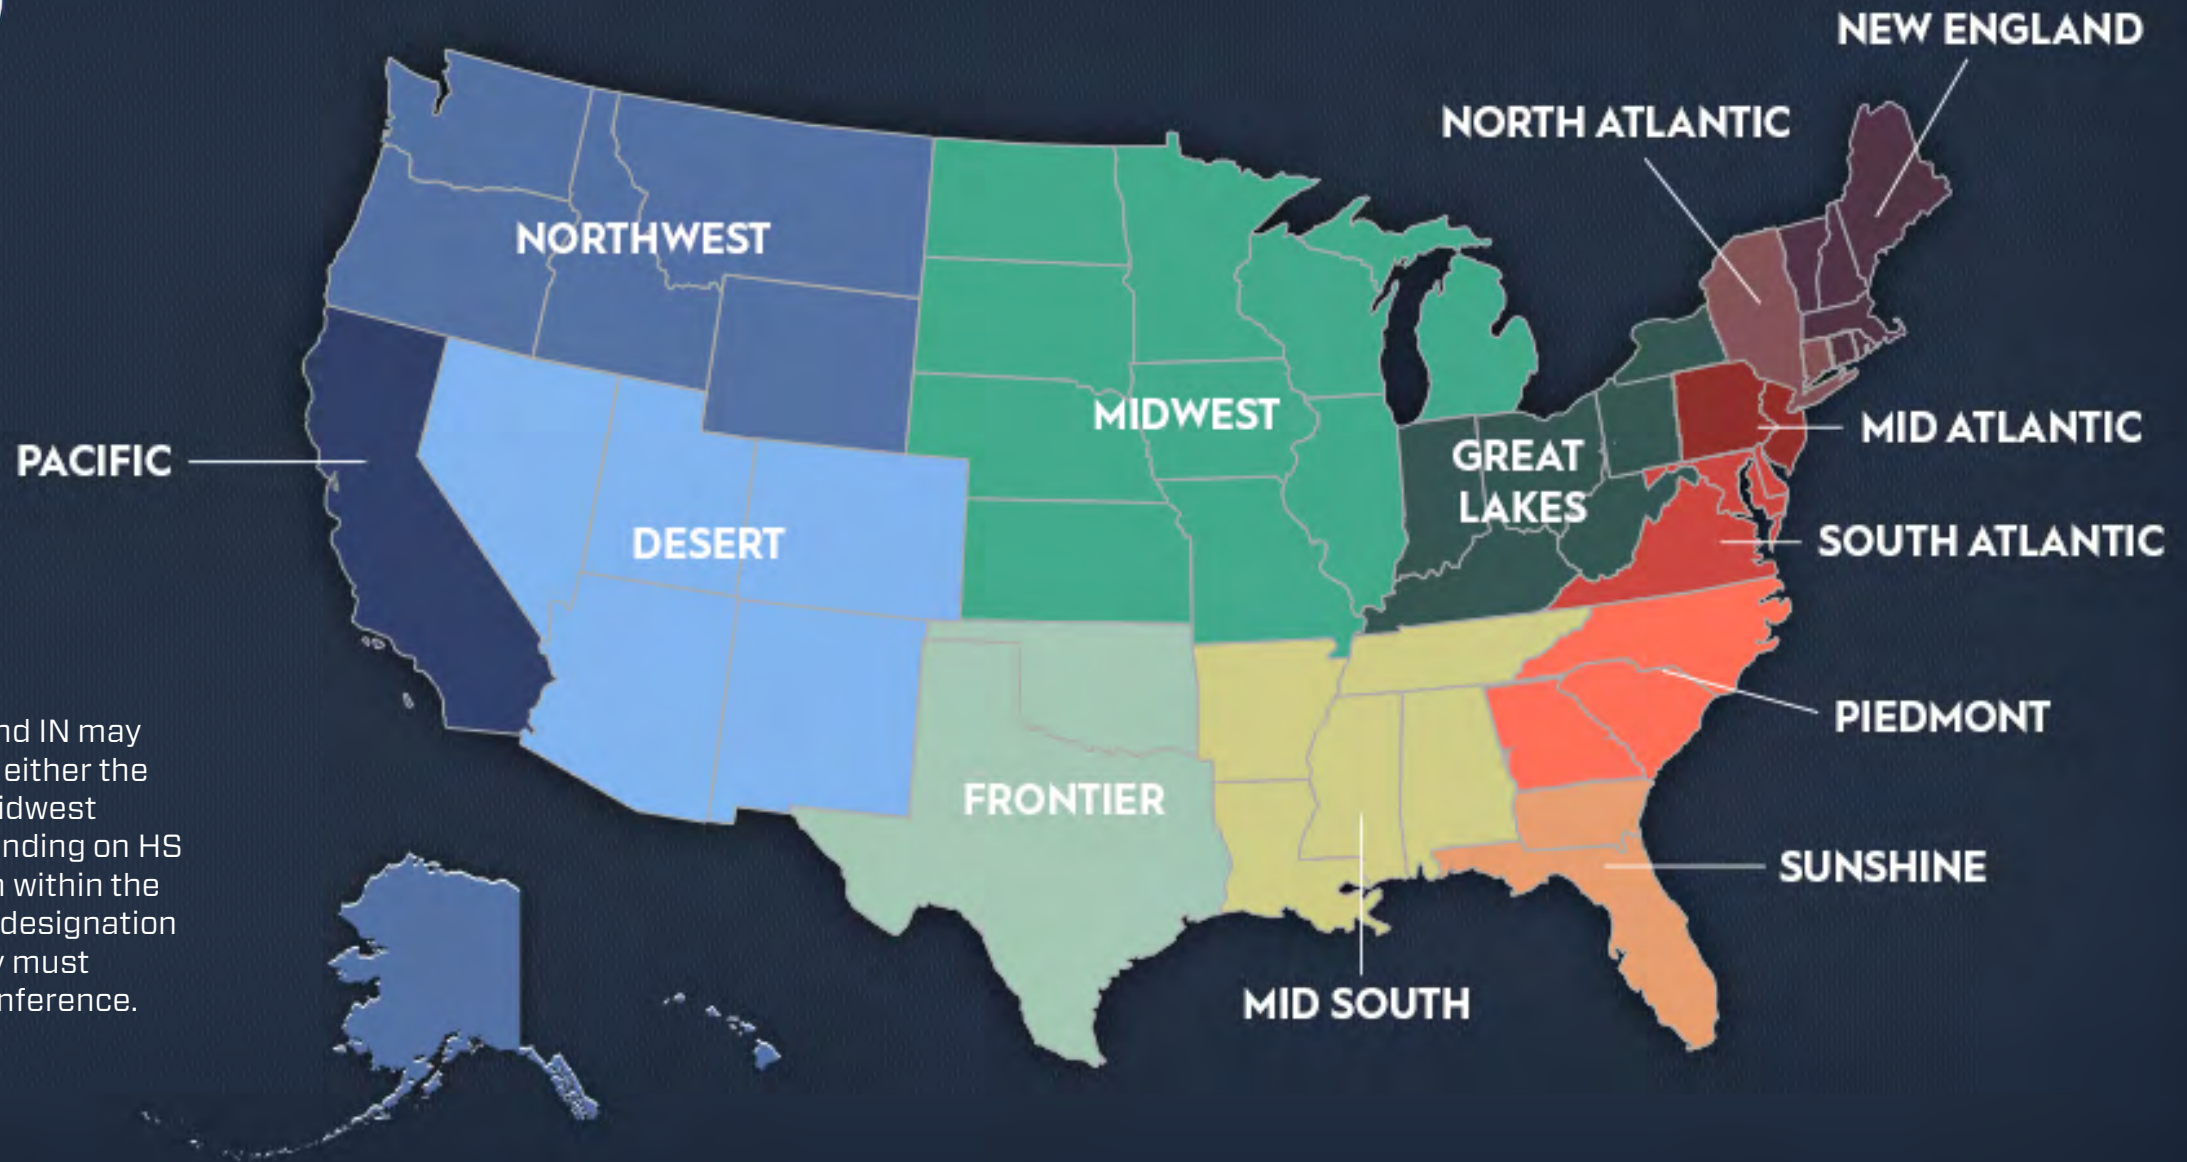 NEW ENGLAND
NORTH ATLANTIC
NORTHWEST
MIDWEST
MID ATLANTIC
PACIFIC
GREAT
LAKES
DESERT
SOUTH ATLANTIC
PIEDMONT
nd IN may
either the
idwest
nding on HS
within the
designation
must
nference.
FRONTIER
SUNSHINE
MID SOUTH